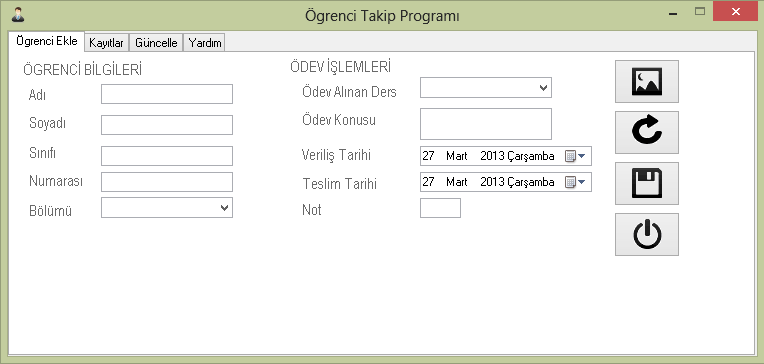 Ögrenci Takip Programı
Ögrenci Ekle Kayıtlar Güncelle Yardım
ÖGRENCİ BİLGİLERİ
Adı
Soyadı
Sınıfı
Numarası
Bölümü
ÖDEV İŞLEMLERİ
Ödev Alınan Ders
Ödev Konusu
Veriliş Tarihi 27 Mart 2013 Çarşamba
Teslim Tarihi 27 Mart 2013 Çarşamba
Not